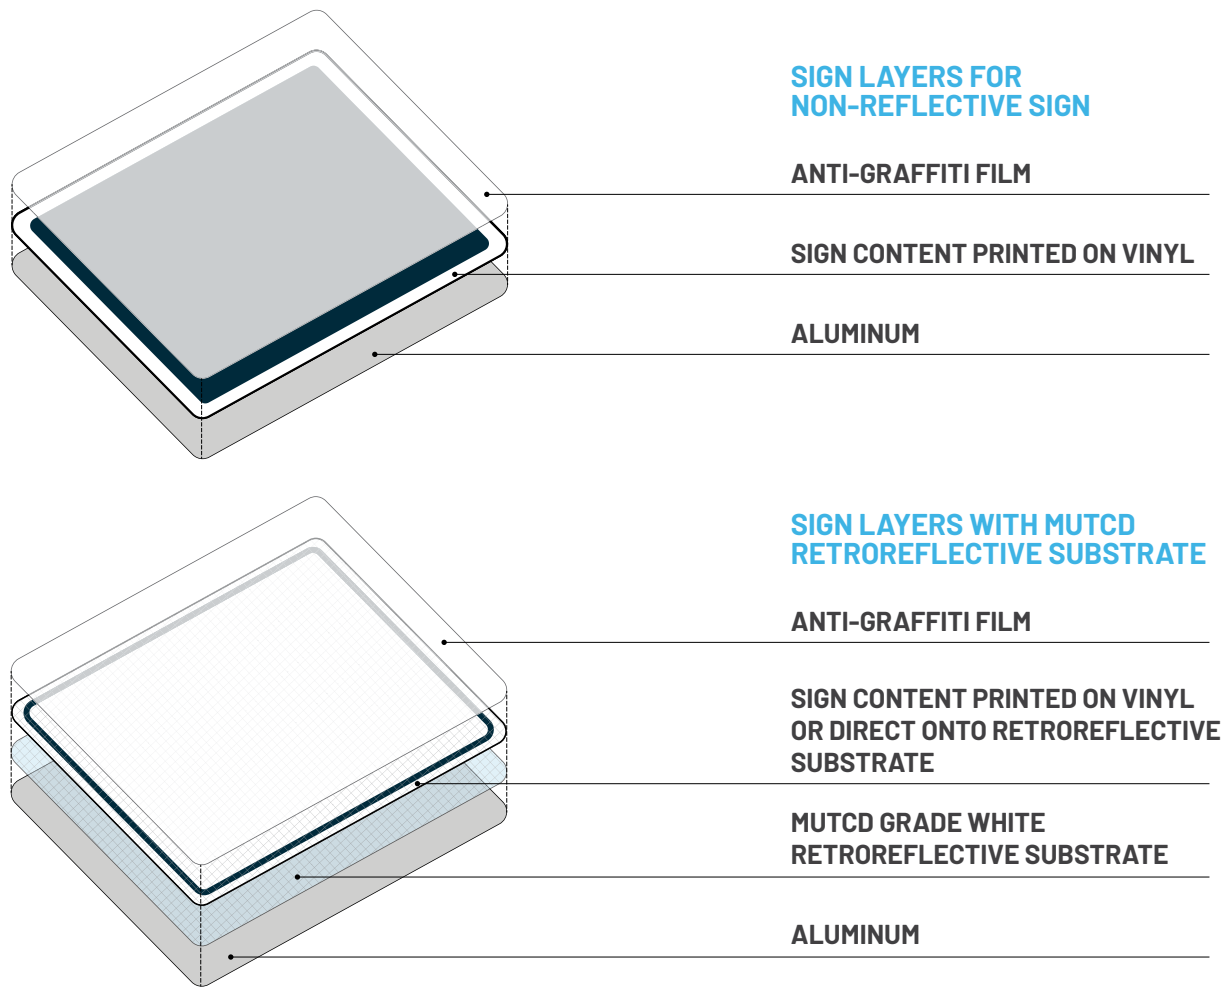 SIGN LAYERS FOR
NON-REFLECTIVE SIGN
ANTI-GRAFFITI FILM
SIGN CONTENT PRINTED ON VINYL
ALUMINUM
SIGN LAYERS WITH MUTCD
RETROREFLECTIVE SUBSTRATE
ANTI-GRAFFITI FILM
SIGN CONTENT PRINTED ON VINYL
OR DIRECT ONTO RETROREFLECTIVE
SUBSTRATE
MUTCD GRADE WHITE
RETROREFLECTIVE SUBSTRATE
ALUMINUM